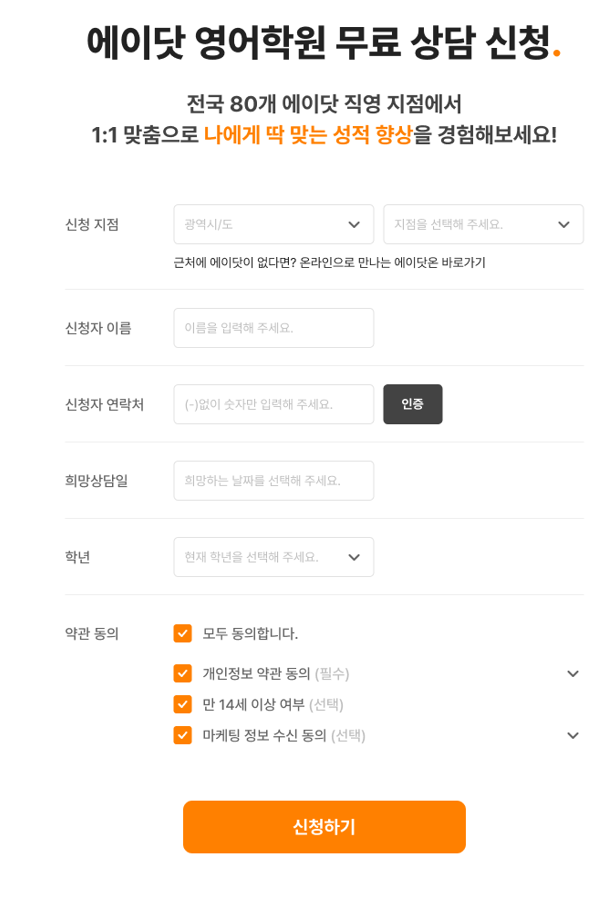 에이닷 영어학원 무료 상담 신청.
전국 80개 에이닷 직영 지점에서
1:1 맞춤으로 나에게 딱 맞는 성적 향상을 경험해보세요!
신청 지점
광역시/도
지점을 선택해 주세요.
근처에 에이닷이 없다면? 온라인으로 만나는 에이닷온 바로가기
신청자 이름
이름을 입력해 주세요.
신청자 연락처
(-)없이 숫자만 입력해 주세요.
인증
희망상담일
희망하는 날짜를 선택해 주세요.
학년
현재 학년을 선택해 주세요.
약관 동의
모두 동의합니다.
개인정보 약관 동의 (필수)
만 14세 이상 여부 (선택)
마케팅 정보 수신 동의 (선택)
신청하기